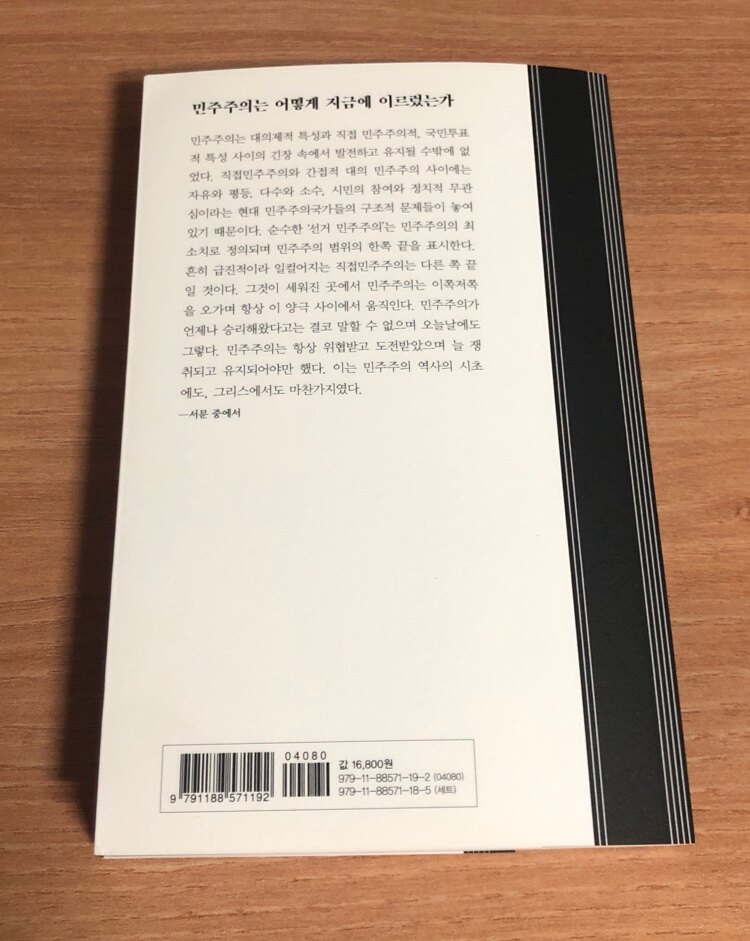 민주주의는 어떻게 지금에 이르렀는가
민주주의는 대의제적 특성과 직접 민주주의적, 국민투표
적 특성 사이의 긴장 속에서 발전하고 유지될 수밖에 없
었다. 직접민주주의와 간접적 대의 민주주의 사이에는
자유와 평등, 다수와 소수, 시민의 참여와 정치적 무관
심이라는 현대 민주주의국가들의 구조적 문제들이 놓여
있기 때문이다. 순수한 ‘선거 민주주의’는 민주주의의 최
소치로 정의되며 민주주의 범위의 한쪽 끝을 표시한다.
흔히 급진적이라 일컬어지는 직접민주주의는 다른 쪽 끝
일 것이다. 그것이 세워진 곳에서 민주주의는 이쪽저쪽
을 오가며 항상 이 양극 사이에서 움직인다. 민주주의가
언제나 승리해왔다고는 결코 말할 수 없으며 오늘날에도
그렇다. 민주주의는 항상 위협받고 도전받았으며 늘 쟁
취되고 유지되어야만 했다. 이는 민주주의 역사의 시초
에도, 그리스에서도 마찬가지였다.
—서문 중에서
04080
9 791188 571192
값 16,800원
979-11-88571-19-2 (04080)
979-11-88571-18-5 (세트)